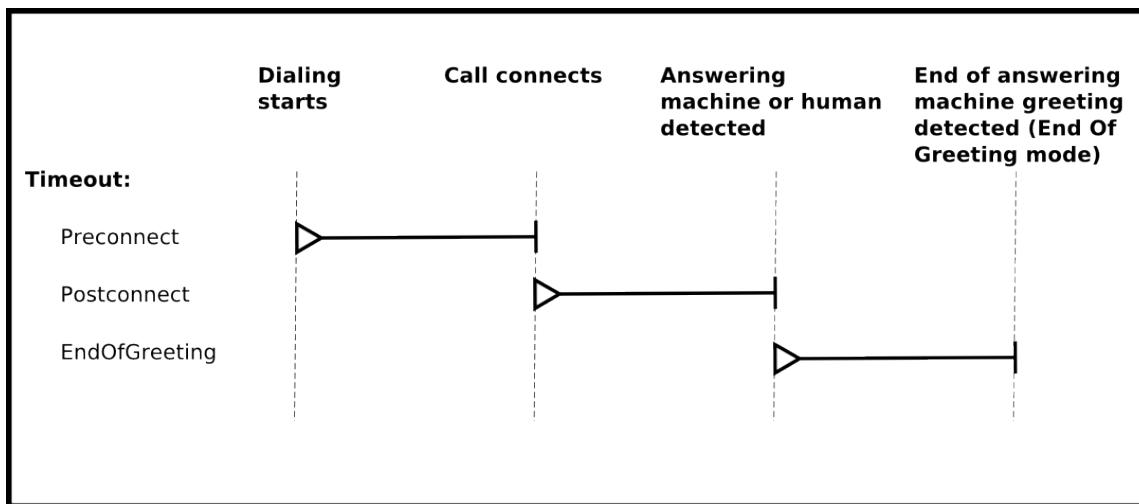 Dialing
starts
Call connects
Answering
machine or human
detected
End of answering
machine greeting
detected (End Of
Greeting mode)
Timeout:
Preconnect
Postconnect
EndOfGreeting